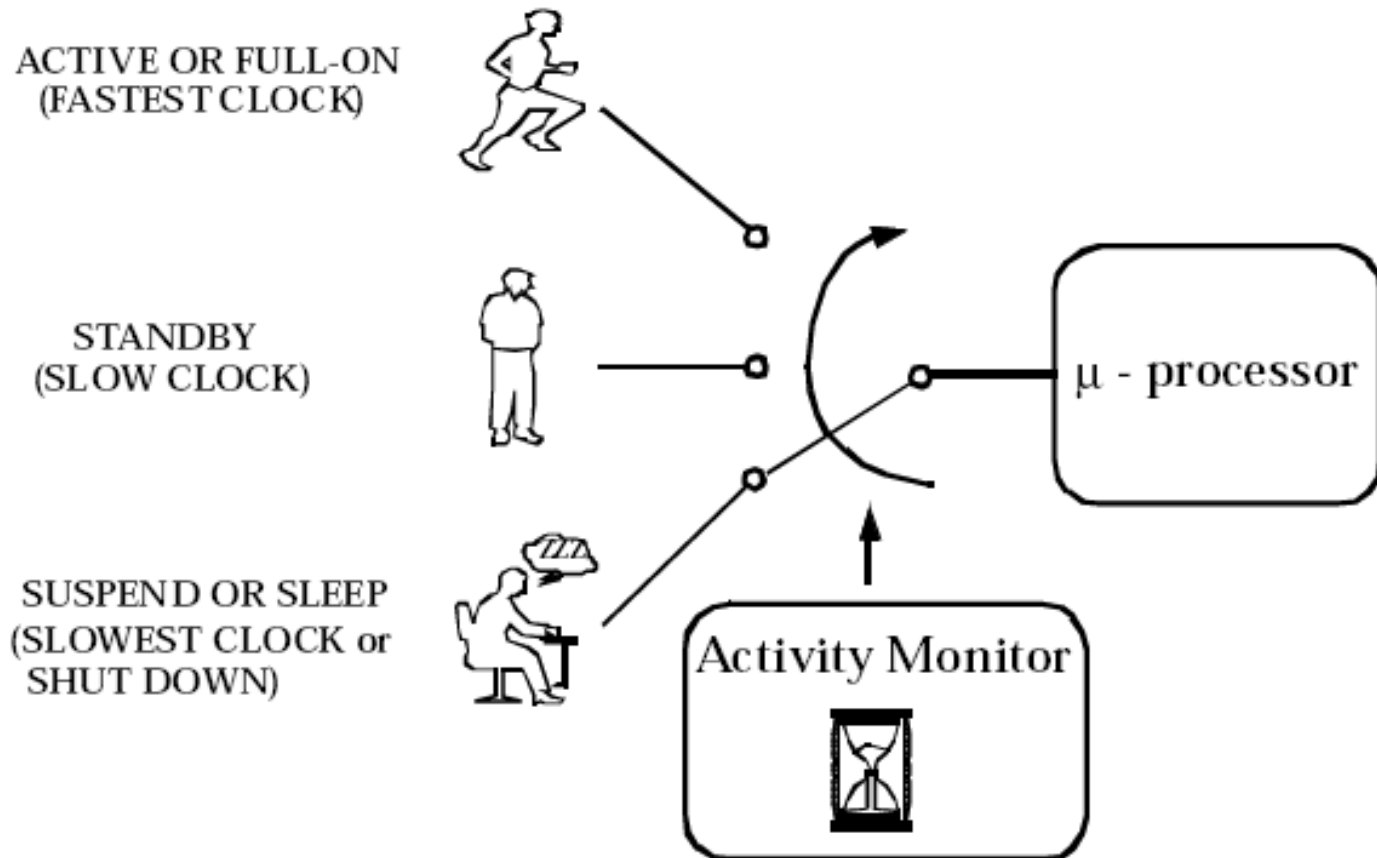 ACTIVE OR FULL-ON
(FASTEST CLOCK)
STANDBY
(SLOW CLOCK)
μ - processor
SUSPEND OR SLEEP
(SLOWEST CLOCK or
SHUT DOWN)
Activity Monitor